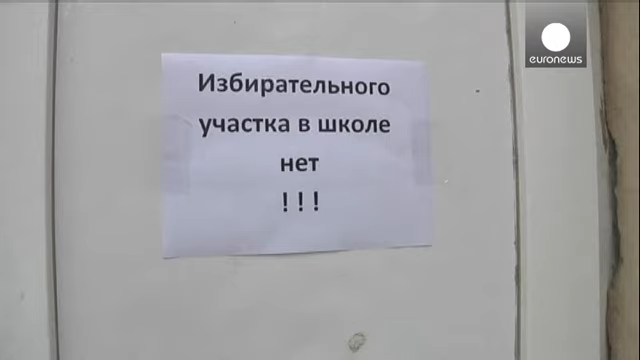 euronews
Избирательного
участка в школе
нет
! ! !